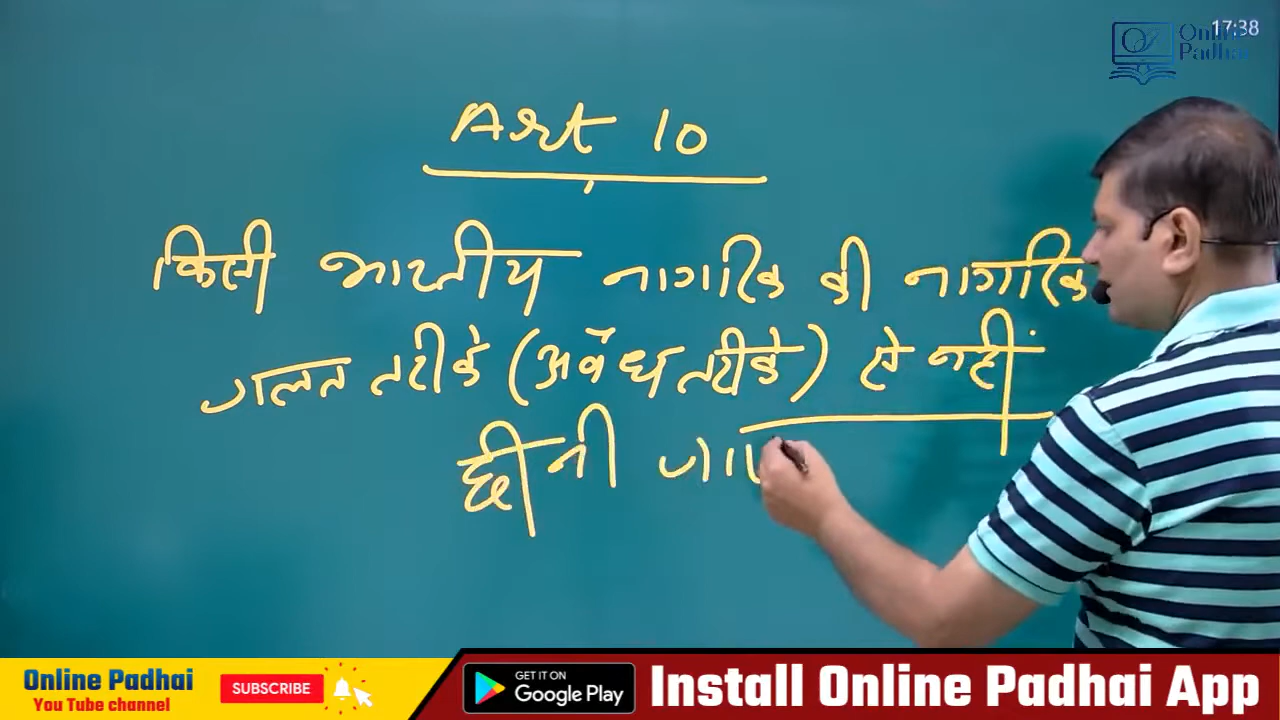 17:38
Online
Padhai
Art 10
किसी भारतीय नागरिक की नागरिक
गलत तरीके (अवैध तरीके) से नहीं
छीनी जा
Online Padhai
You Tube channel
SUBSCRIBE
GET IT ON
Google Play
Install Online Padhai App